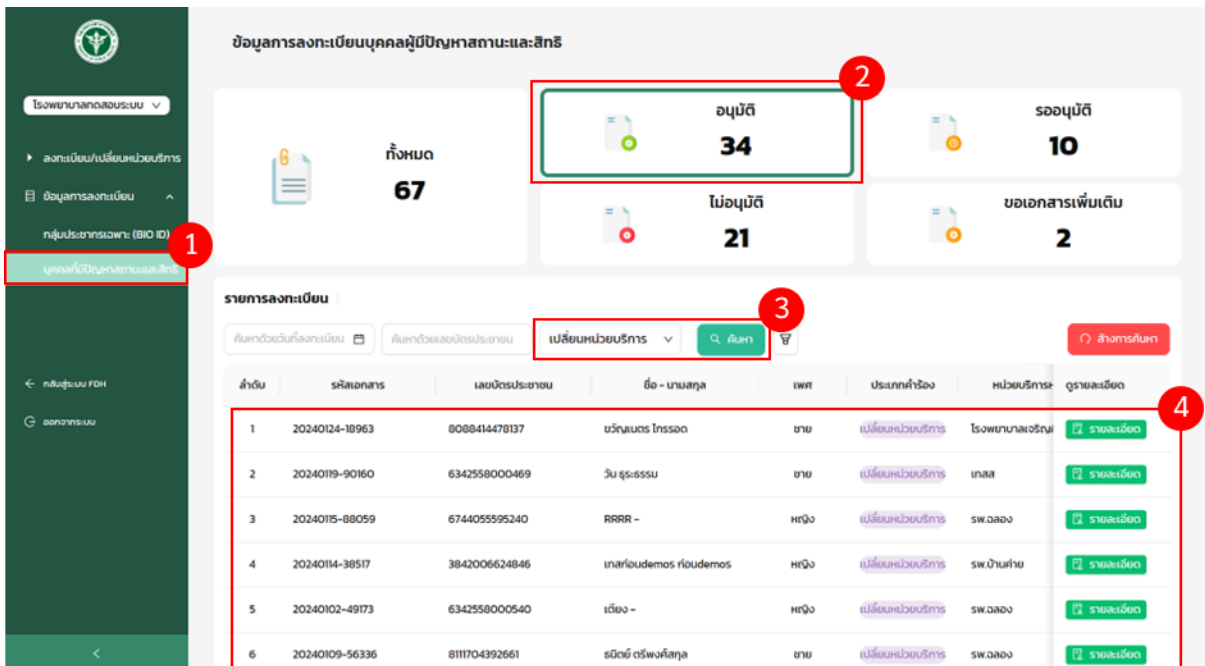 ข้อมูลการลงทะเบียนบุคคลผู้มีปัญหาสถานะและสิทธิ
โรงพยาบาลทดสอบระบบ
ลงทะเบียน/เปลี่ยนหน่วยบริการ
ข้อมูลการลงทะเบียน
กลุ่มประชากรเฉพาะ (BIO ID)
1
บุคคลที่มีปัญหาสถานะและสิทธิ
กลับสู่ระบบ FDH
ออกจากระบบ
ทั้งหมด
67
2
อนุมัติ
34
รออนุมัติ
10
ไม่อนุมัติ
21
ขอเอกสารเพิ่มเติม
2
รายการลงทะเบียน
3
ค้นหาด้วยวันที่ลงทะเบียน ค้นหาด้วยเลขบัตรประชาชน เปลี่ยนหน่วยบริการ ค้นหา ล้างการค้นหา
ลำดับ รหัสเอกสาร เลขบัตรประชาชน ชื่อ - นามสกุล เพศ ประเภทคำร้อง หน่วยบริการ ดูรายละเอียด
4
1 20240124-18963 8088414478137 ขวัญเนตร ไกรรอด ชาย เปลี่ยนหน่วยบริการ รายละเอียด
2 20240119-90160 6342558000469 วัน ธุระธรรม ชาย เปลี่ยนหน่วยบริการ เทสส รายละเอียด
3 20240115-88059 6744055595240 RRRR - หญิง เปลี่ยนหน่วยบริการ รพ.ฉลอง รายละเอียด
4 20240114-38517 3842006624846 เทสก่อนdemos ก่อนdemos หญิง เปลี่ยนหน่วยบริการ รพ.บ้านค่าย รายละเอียด
5 20240102-49173 6342558000540 เตียง - หญิง เปลี่ยนหน่วยบริการ รพ.ฉลอง รายละเอียด
6 20240109-56336 8111704392661 ธนิตย์ ตรีพงศ์สกุล ชาย เปลี่ยนหน่วยบริการ รพ.ฉลอง รายละเอียด